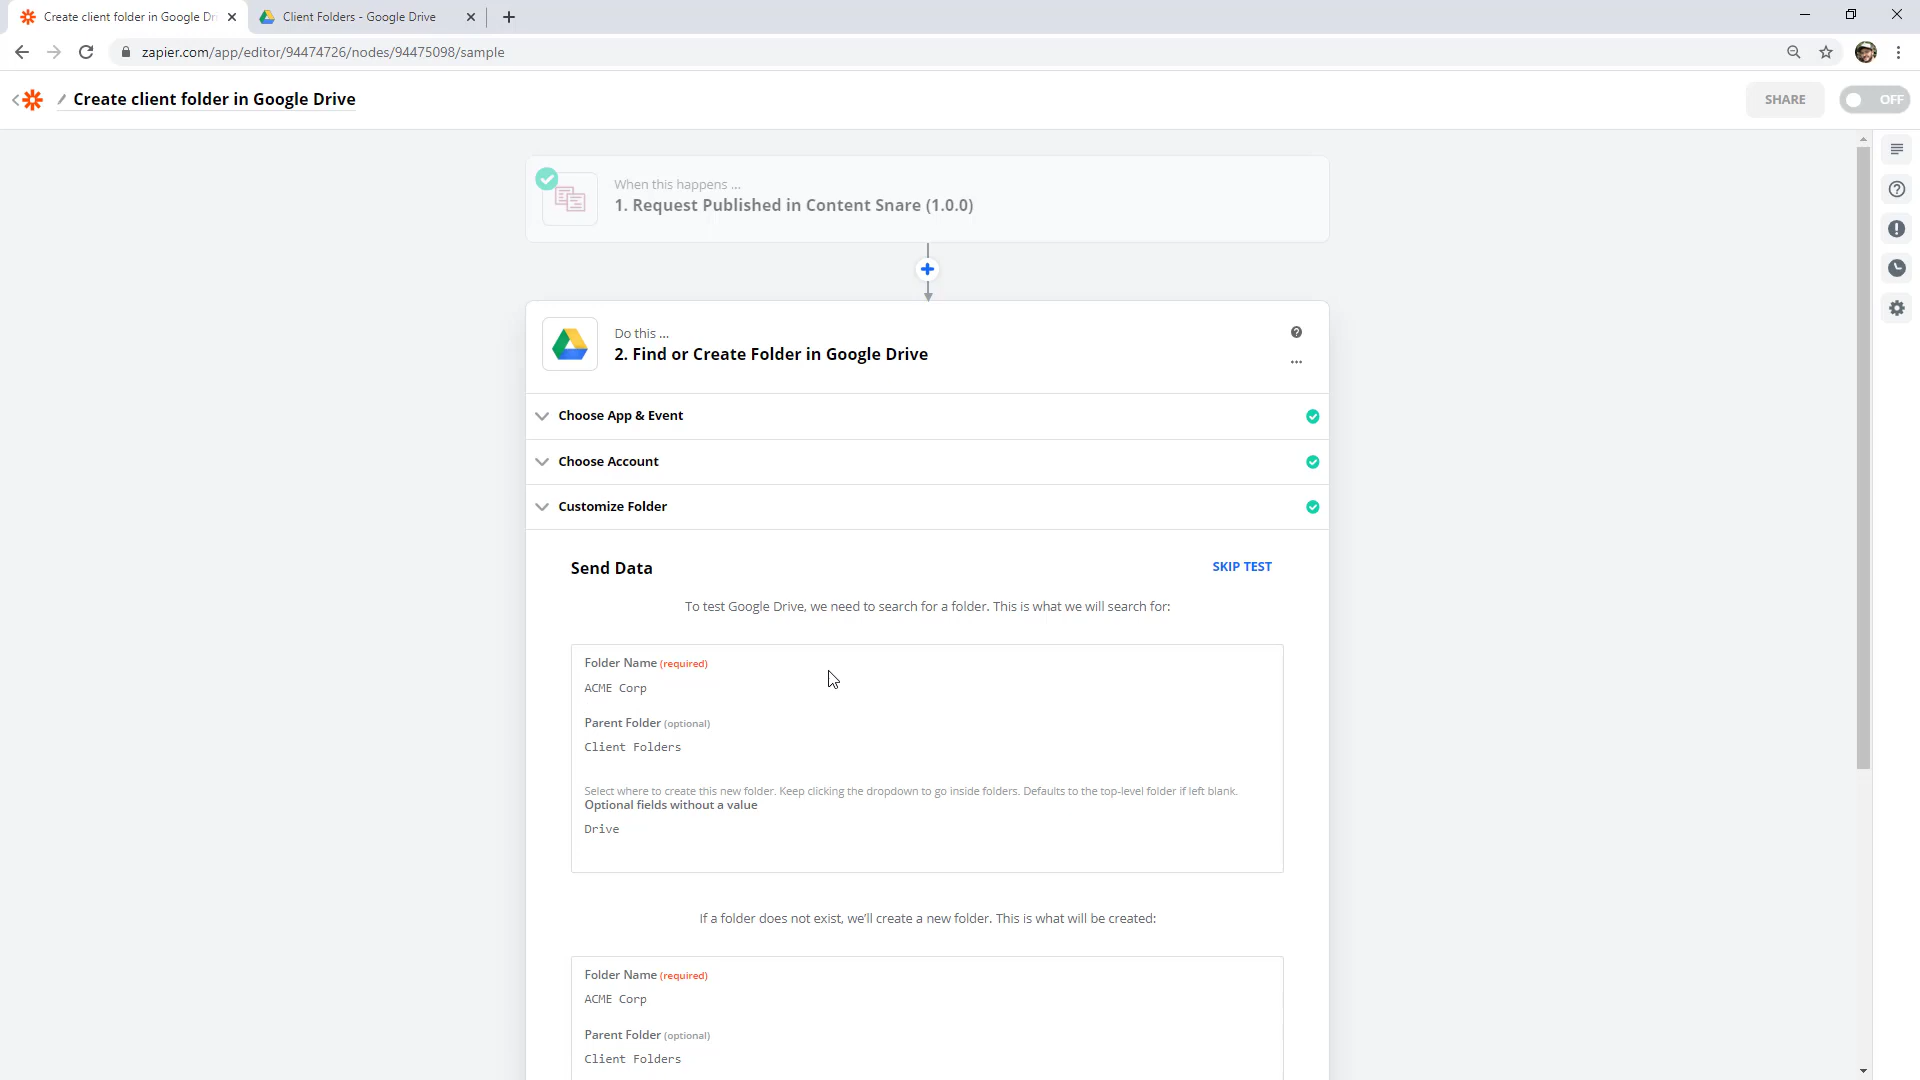 Create client folder in Google Dr
Client Folders - Google Drive
zapier.com/app/editor/94474726/nodes/94475098/sample
Create client folder in Google Drive
SHARE
OFF
When this happens ...
1. Request Published in Content Snare (1.0.0)
Do this ...
2. Find or Create Folder in Google Drive
Choose App & Event
Choose Account
Customize Folder
Send Data
SKIP TEST
To test Google Drive, we need to search for a folder. This is what we will search for:
Folder Name (required)
ACME Corp
Parent Folder (optional)
Client Folders
Select where to create this new folder. Keep clicking the dropdown to go inside folders. Defaults to the top-level folder if left blank.
Optional fields without a value
Drive
If a folder does not exist, we’ll create a new folder. This is what will be created:
Folder Name (required)
ACME Corp
Parent Folder (optional)
Client Folders